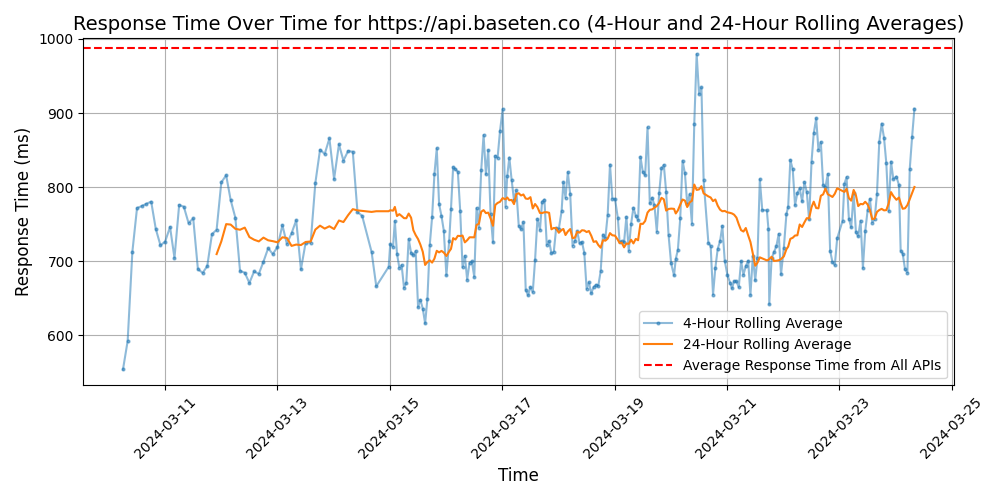 Response Time Over Time for https://api.baseten.co (4-Hour and 24-Hour Rolling Averages)
Response Time (ms)
1000
900
800
700
600
4-Hour Rolling Average
24-Hour Rolling Average
Average Response Time from All APIs
2024-03-11
2024-03-13
2024-03-15
2024-03-17
2024-03-19
2024-03-21
2024-03-23
2024-03-25
Time